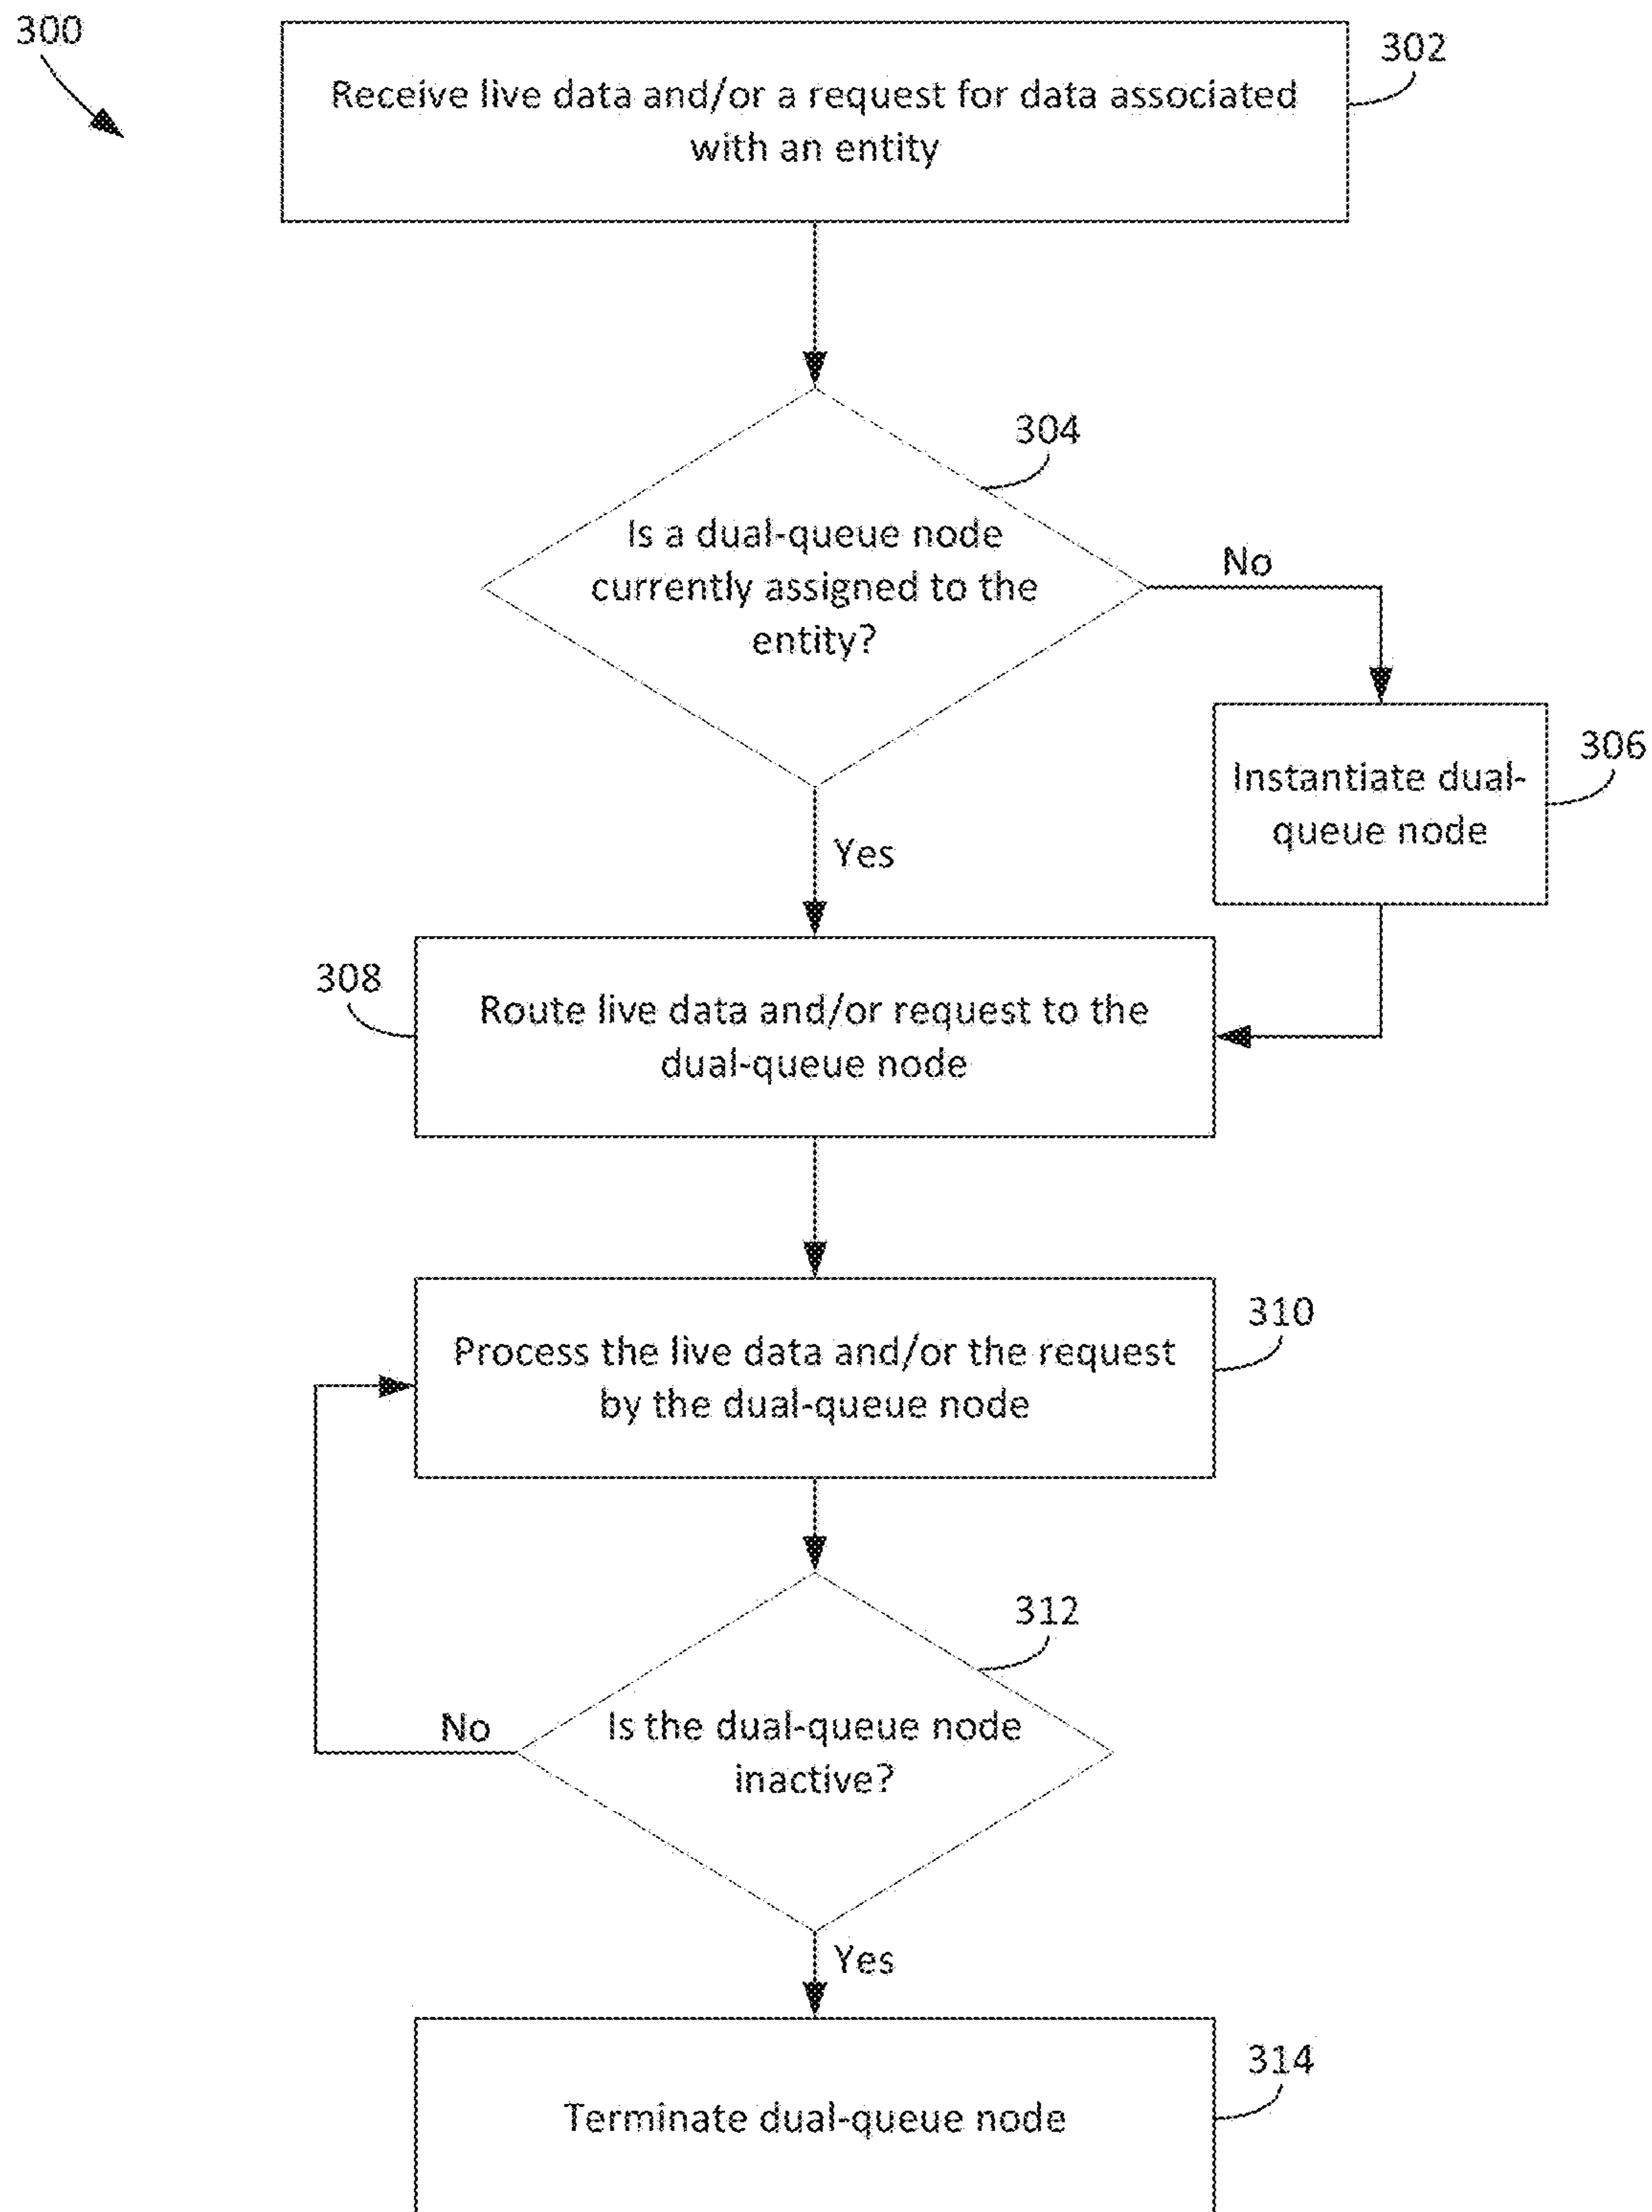 300
302
Receive live data and/or a request for data associated
with an entity
304
Is a dual-queue node
currently assigned to the
entity?
No
306
Instantiate dual-
queue node
Yes
308
Route live data and/or request to the
dual-queue node
310
Process the live data and/or the request
by the dual-queue node
312
Is the dual-queue node
inactive?
No
Yes
314
Terminate dual-queue node